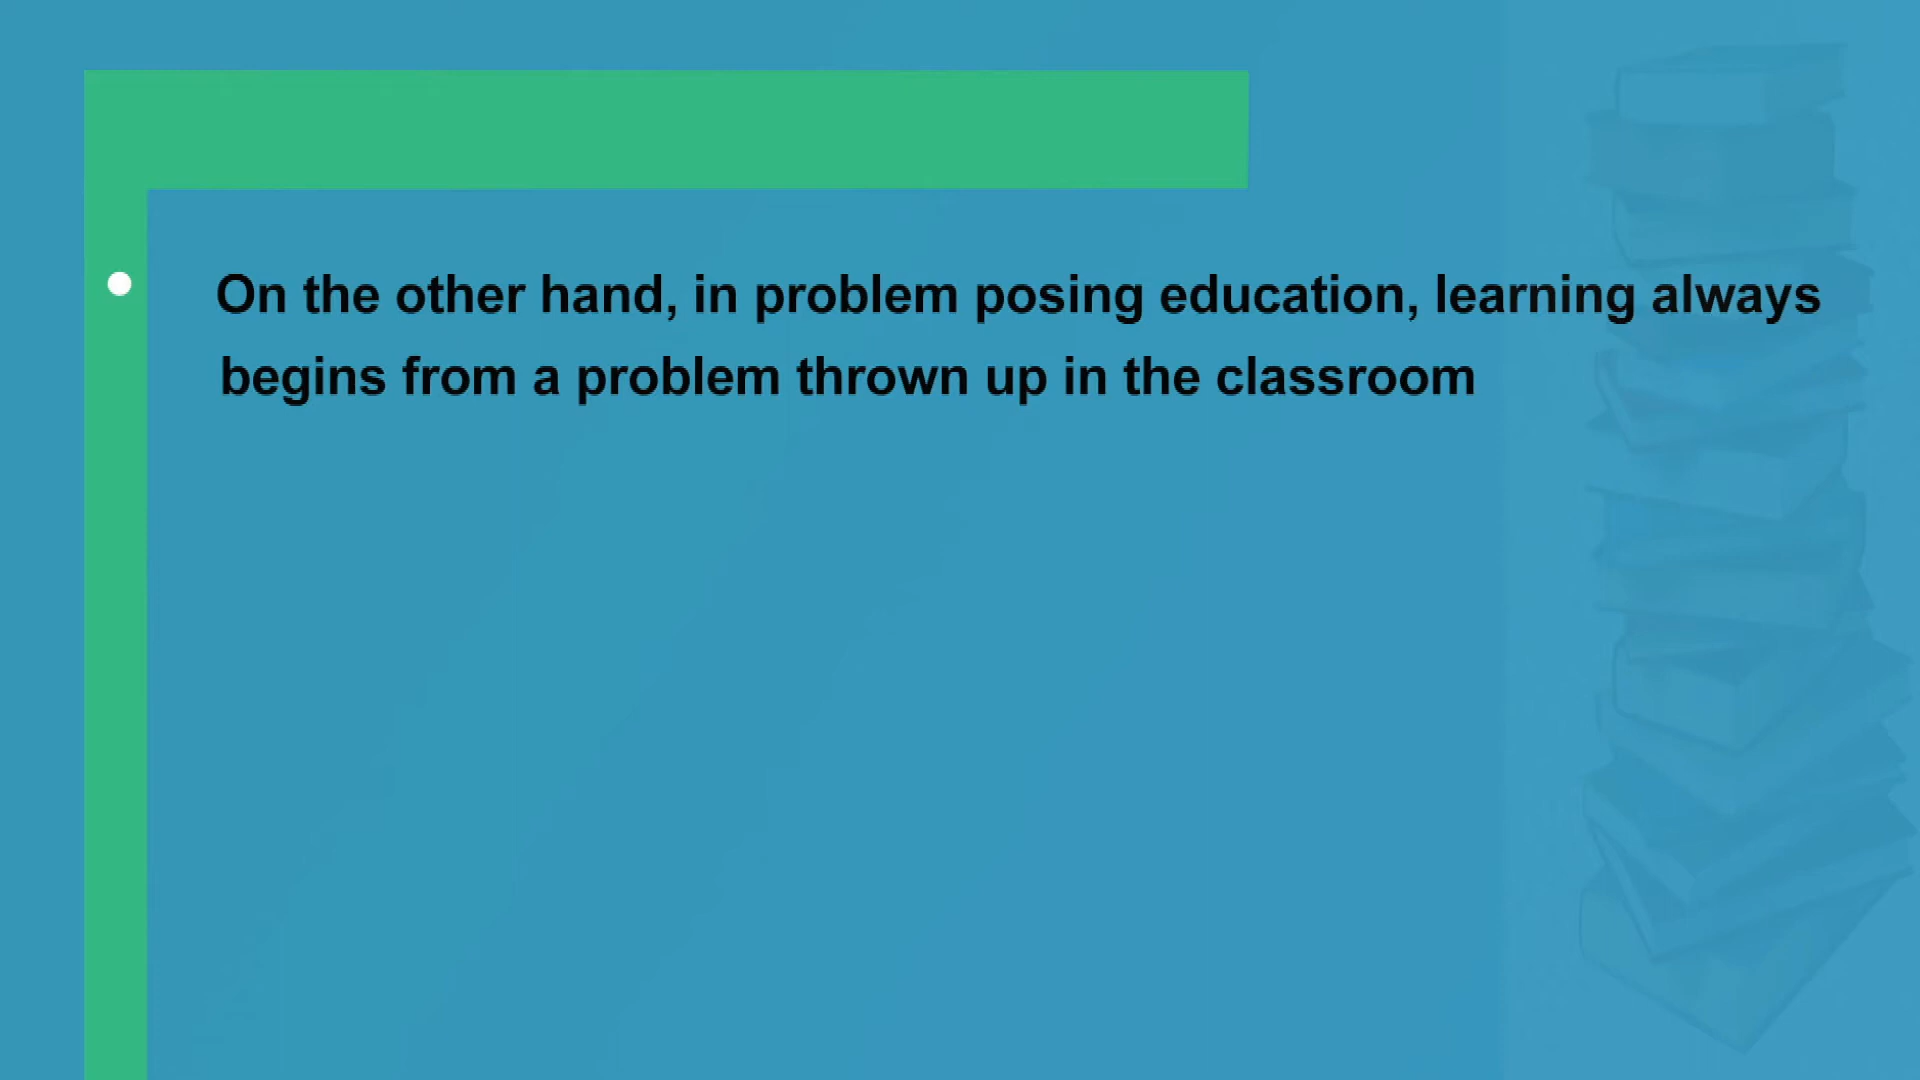 On the other hand, in problem posing education, learning always
begins from a problem thrown up in the classroom